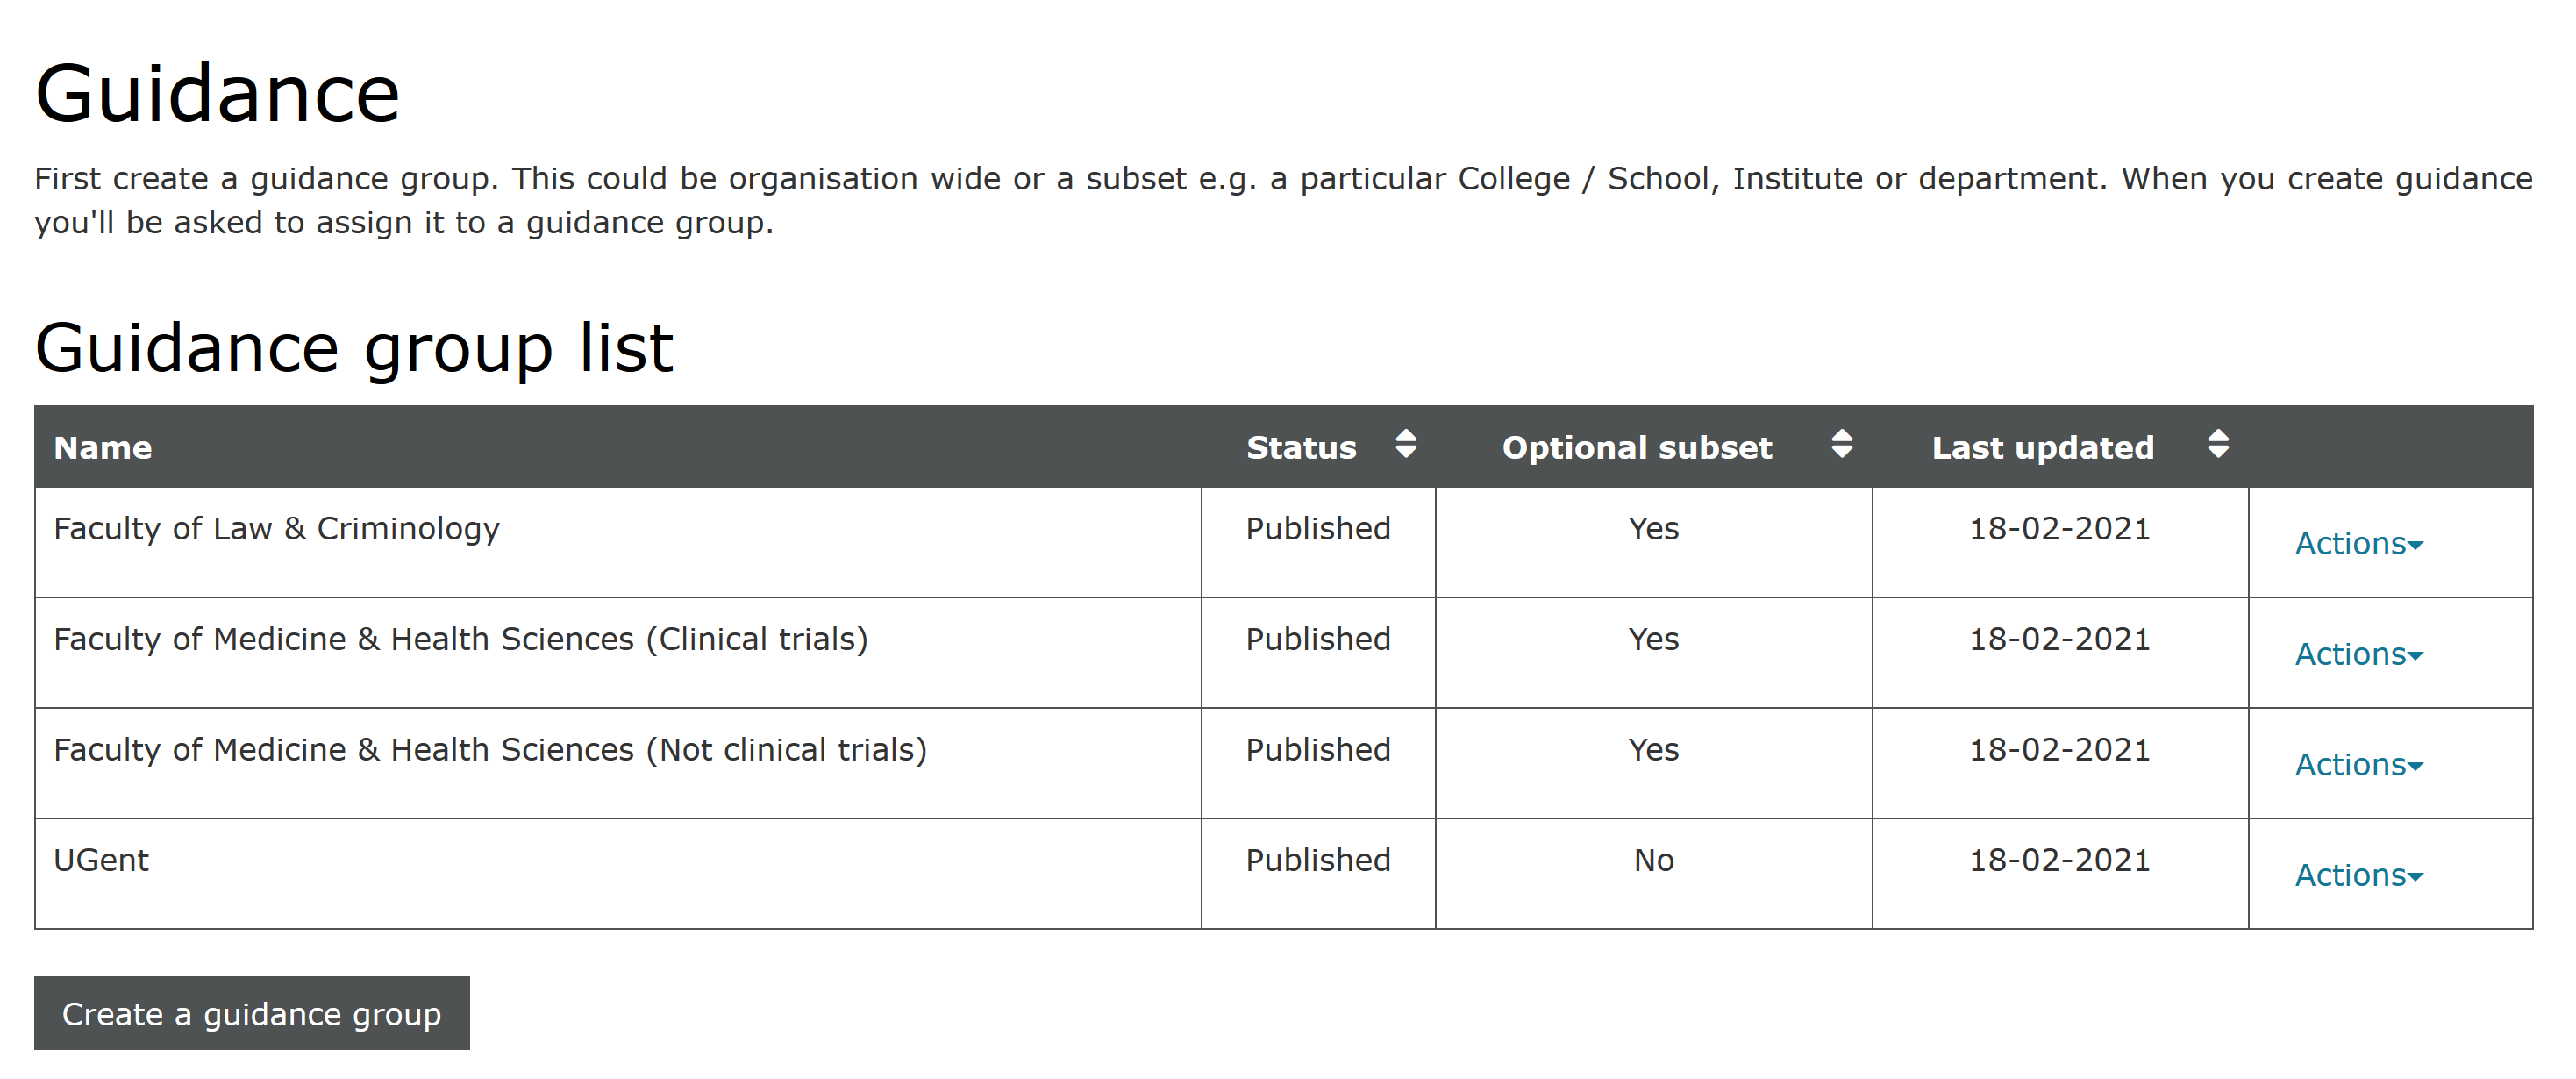 Guidance
First create a guidance group. This could be organisation wide or a subset e.g. a particular College / School, Institute or department. When you create guidance
you'll be asked to assign it to a guidance group.
Guidance group list
Name Status Optional subset Last updated
Faculty of Law & Criminology Published Yes 18-02-2021 Actions
Faculty of Medicine & Health Sciences (Clinical trials) Published Yes 18-02-2021 Actions
Faculty of Medicine & Health Sciences (Not clinical trials) Published Yes 18-02-2021 Actions
UGent Published No 18-02-2021 Actions
Create a guidance group